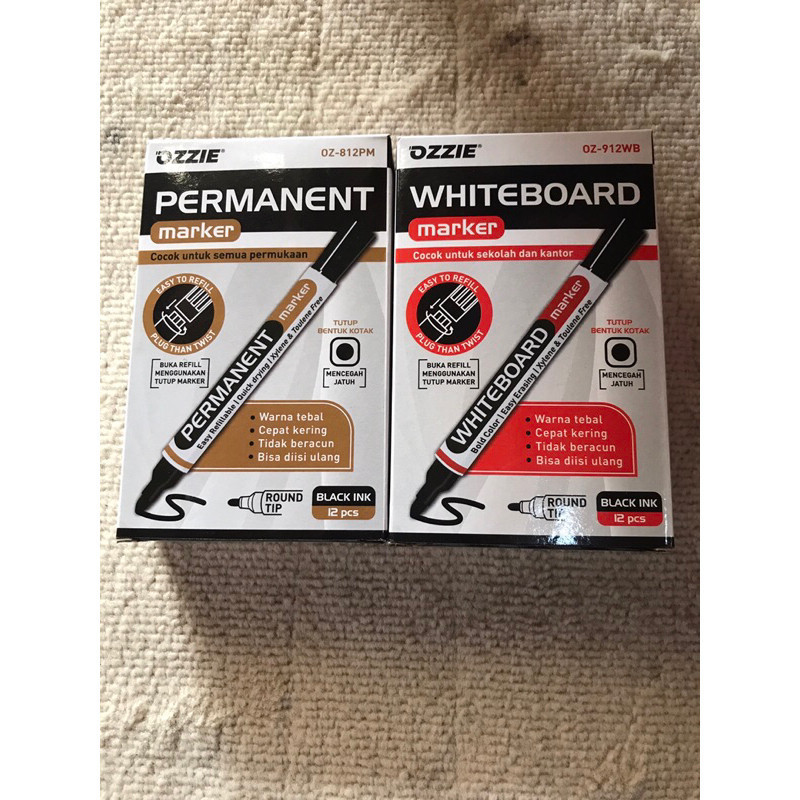 OZZIE®
OZ-812PM
PERMANENT
marker
Cocok untuk semua permukaan
EASY TO REFILL
PLUG THAN TWIST
BUKA REFILL
MENGGUNAKAN
TUTUP MARKER
PERMANENT marker
Easy Refillable | Quick drying | Xylene & Toulene Free
TUTUP
BENTUK KOTAK
MENCEGAH
JATUH
• Warna tebal
• Cepat kering
• Tidak beracun
• Bisa diisi ulang
ROUND
TIP
BLACK INK
12 pcs
OZZIE®
OZ-912WB
WHITEBOARD
marker
Cocok untuk sekolah dan kantor
EASY TO REFILL
PLUG THAN TWIST
BUKA REFILL
MENGGUNAKAN
TUTUP MARKER
WHITEBOARD marker
Bold Color | Easy Erasing | Xylene & Toulene Free
TUTUP
BENTUK KOTAK
MENCEGAH
JATUH
• Warna tebal
• Cepat kering
• Tidak beracun
• Bisa diisi ulang
ROUND
TIP
BLACK INK
12 pcs